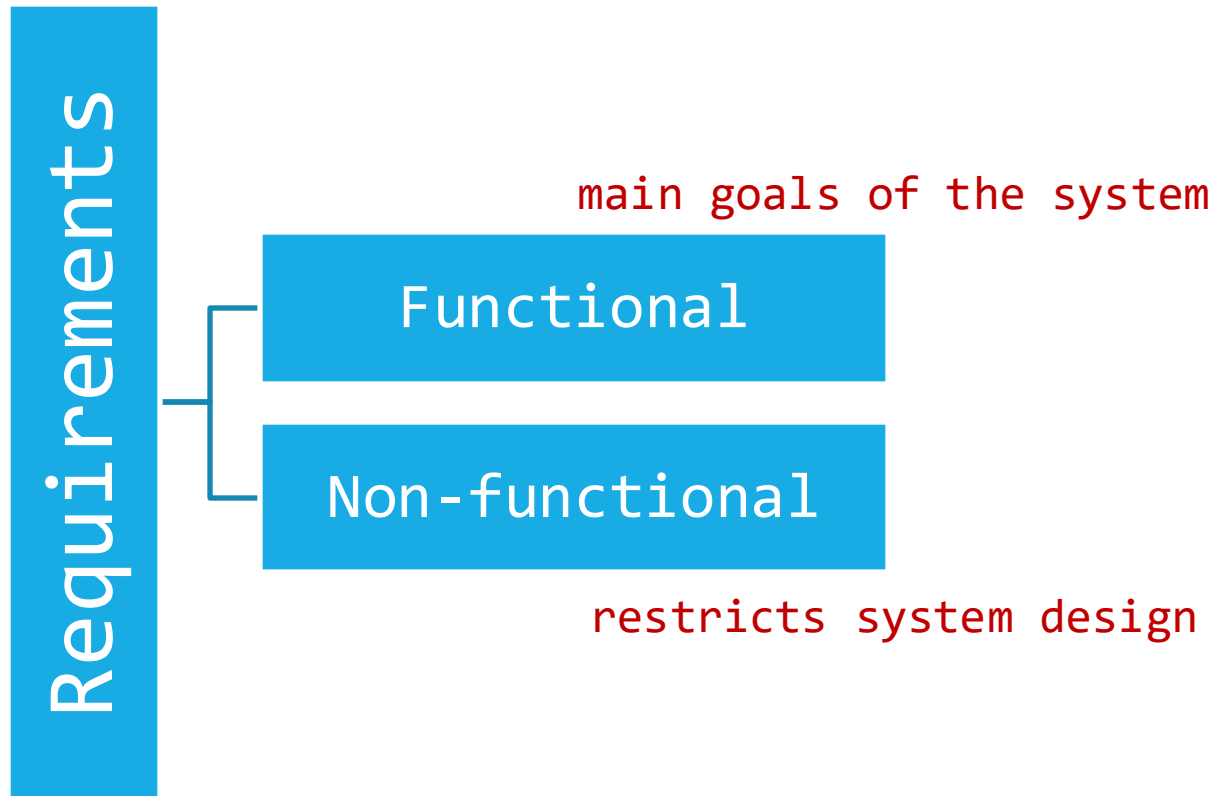 Requirements
main goals of the system
Functional
Non-functional
restricts system design